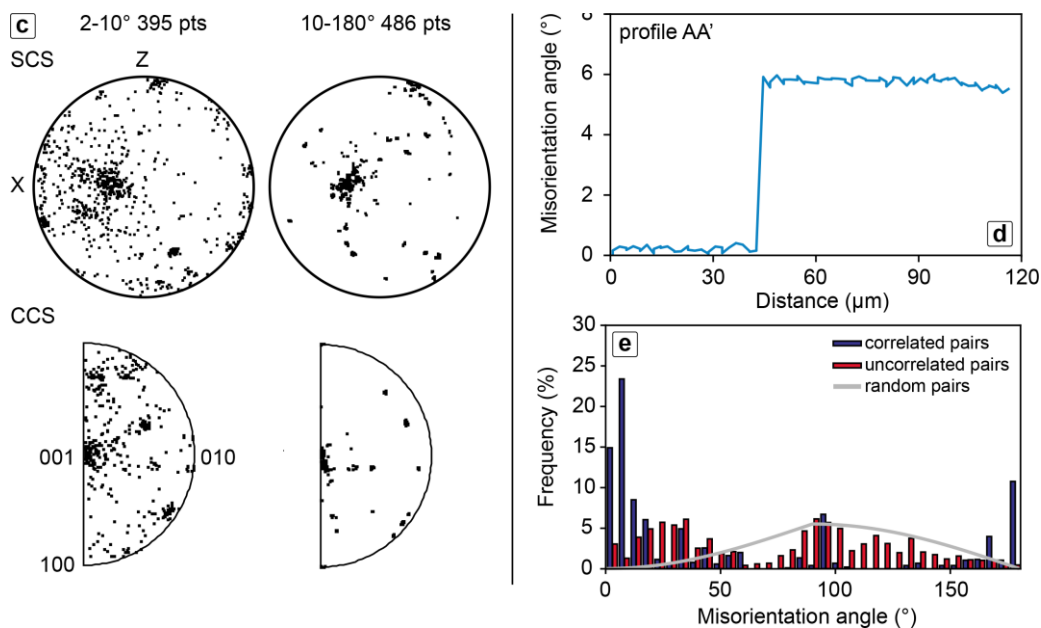 c
2-10° 395 pts
10-180° 486 pts
SCS
Z
X
CCS
001
010
100
profile AA’
Misorientation angle (°)
8
6
4
2
0
0
30
60
90
120
Distance (µm)
d
e
correlated pairs
uncorrelated pairs
random pairs
Frequency (%)
30
25
20
15
10
5
0
0
50
100
150
Misorientation angle (°)